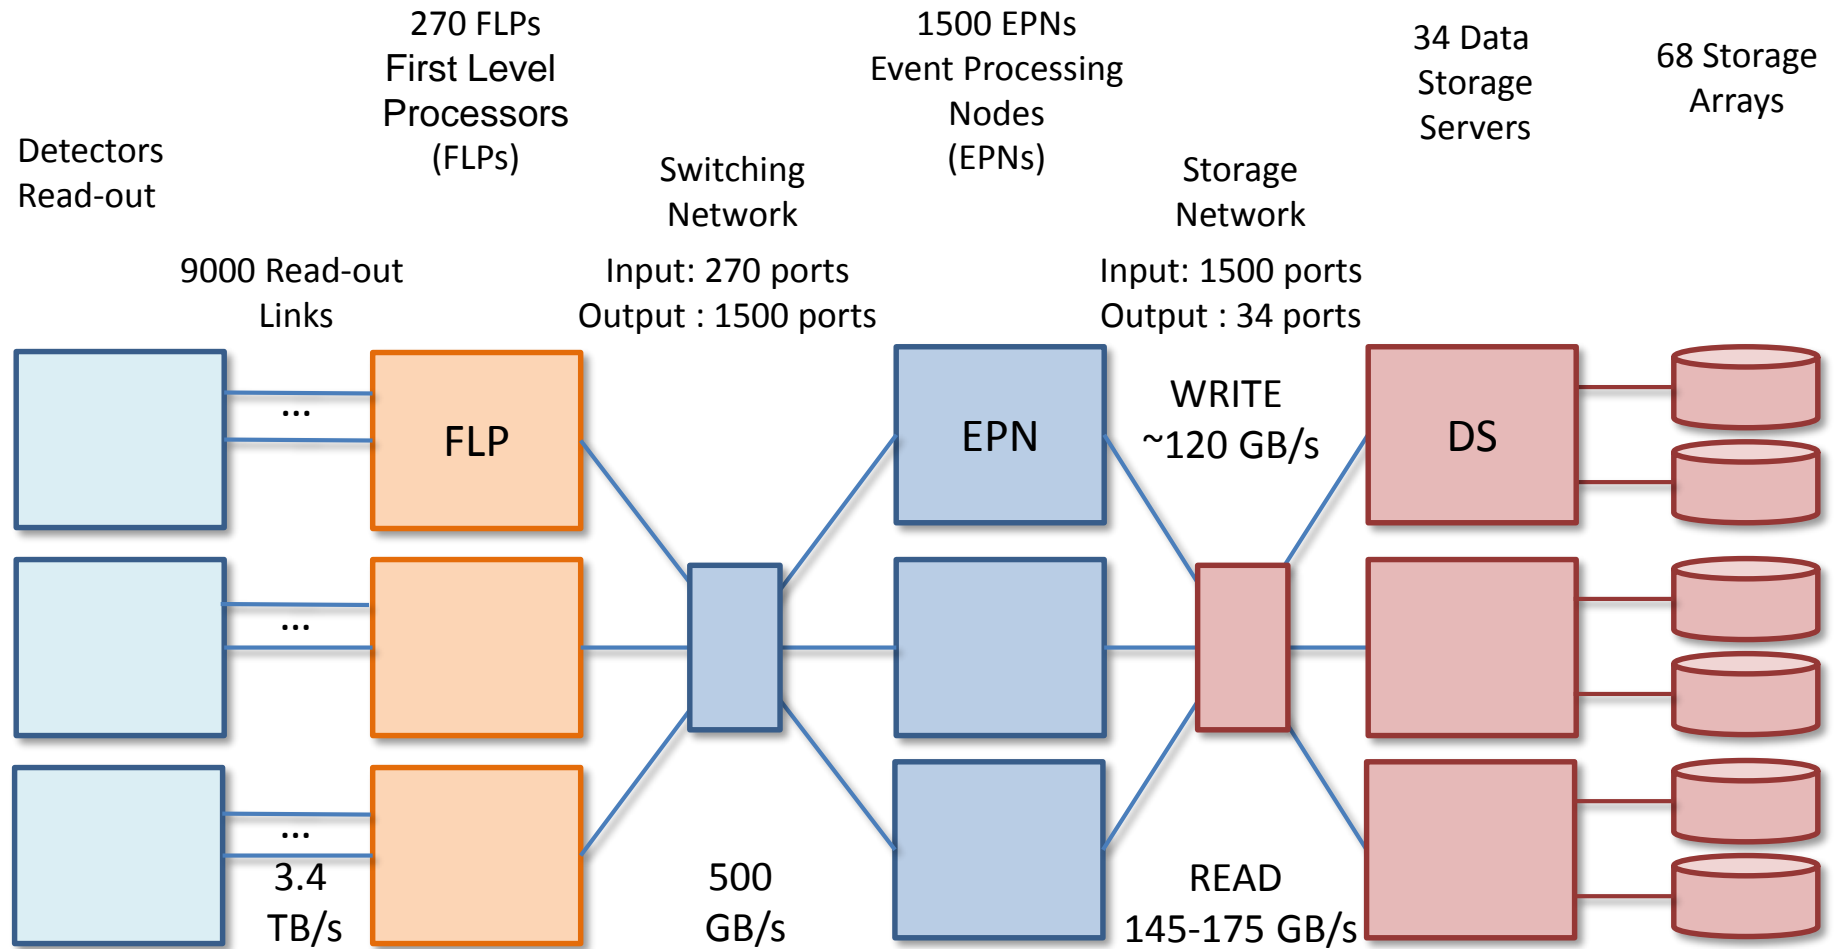 270 FLPs
First Level
Processors
(FLPs)
1500 EPNs
Event Processing
Nodes
(EPNs)
34 Data
Storage
Servers
68 Storage
Arrays
Detectors
Read-out
Switching
Network
Storage
Network
9000 Read-out
Links
Input: 270 ports
Output : 1500 ports
Input: 1500 ports
Output : 34 ports
...
FLP
EPN
WRITE
~120 GB/s
DS
...
...
3.4
TB/s
500
GB/s
READ
145-175 GB/s